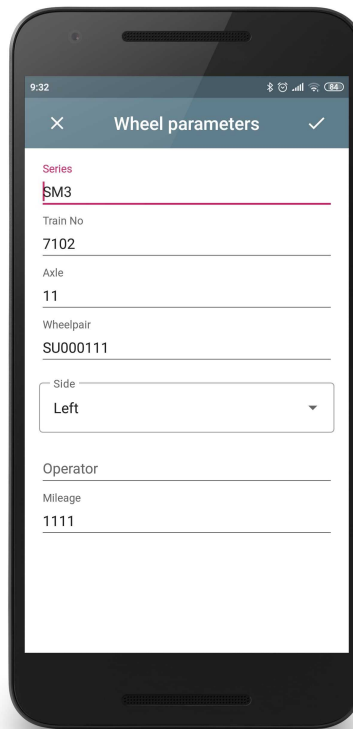 9:32
84
Wheel parameters
Series
SM3
Train No
7102
Axle
11
Wheelpair
SU000111
Side
Left
Operator
Mileage
1111